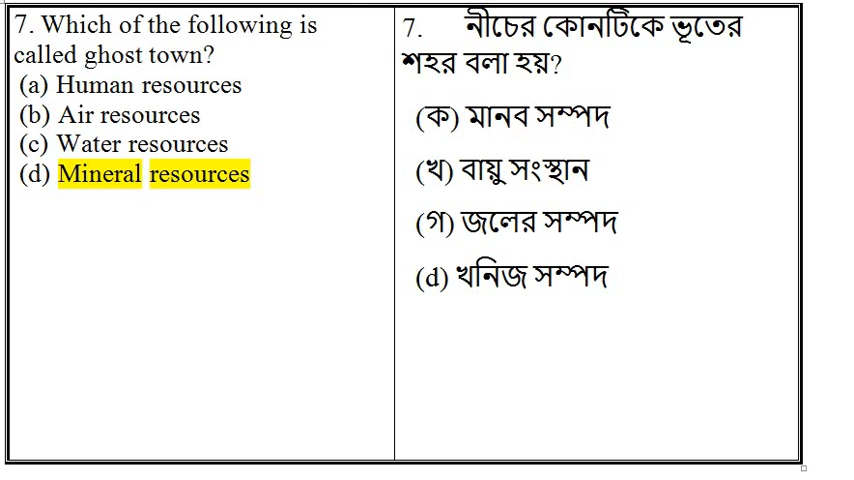 7. Which of the following is
called ghost town?
(a) Human resources
(b) Air resources
(c) Water resources
(d) Mineral resources
7. নীচের কোনটিকে ভূতের
শহর বলা হয়?
(ক) মানব সম্পদ
(খ) বায়ু সংস্থান
(গ) জলের সম্পদ
(d) খনিজ সম্পদ